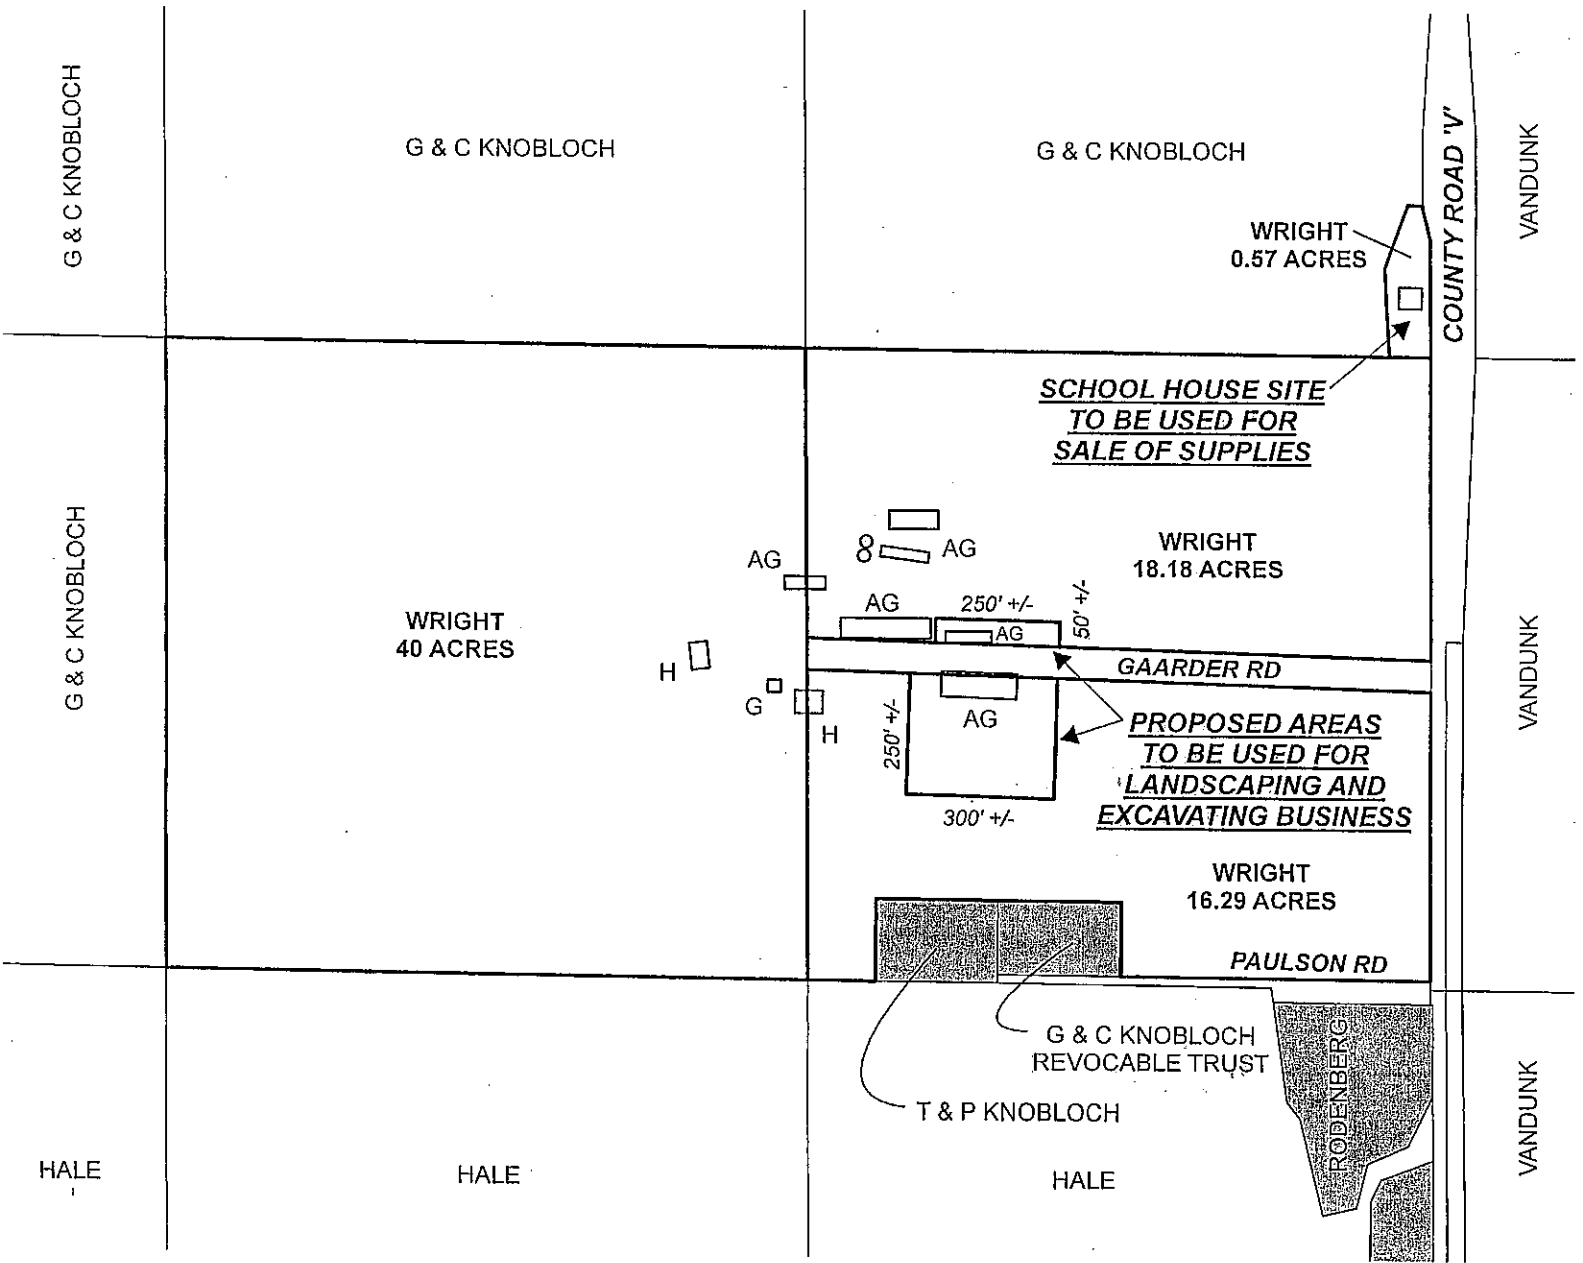 G & C KNOBLOCH
G & C KNOBLOCH
G & C KNOBLOCH
COUNTY ROAD 'V'
VANDUNK
WRIGHT
0.57 ACRES
SCHOOL HOUSE SITE
TO BE USED FOR
SALE OF SUPPLIES
G & C KNOBLOCH
WRIGHT
40 ACRES
AG
8
AG
WRIGHT
18.18 ACRES
AG
250' +/-
50' +/-
AG
H
G
H
GAARDER RD
250' +/-
AG
300' +/-
PROPOSED AREAS
TO BE USED FOR
LANDSCAPING AND
EXCAVATING BUSINESS
VANDUNK
WRIGHT
16.29 ACRES
PAULSON RD
G & C KNOBLOCH
REVOCABLE TRUST
T & P KNOBLOCH
RODENBERG
VANDUNK
HALE
HALE
HALE